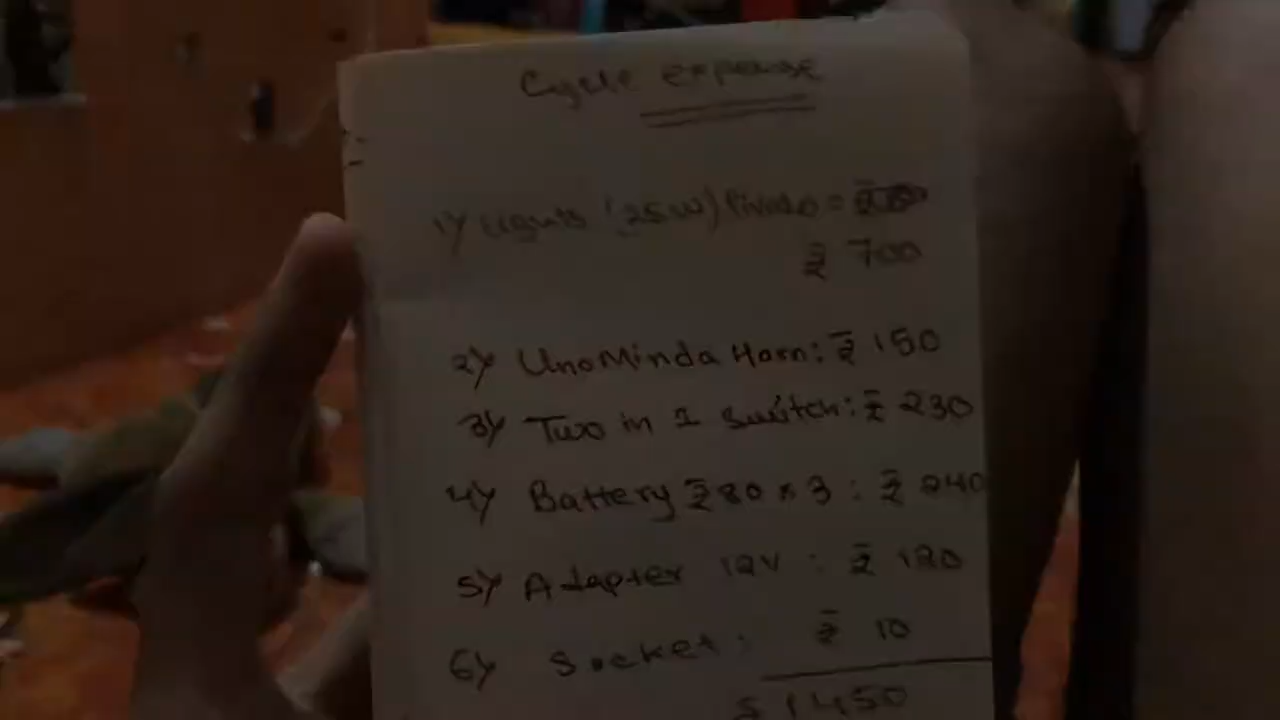 Cycle expense
1) Lights (25W) Pivalo =
₹ 700
2) UnoMinda Horn: ₹ 150
3) Two in 1 Switch: ₹ 230
4) Battery ₹80 x 3 : ₹ 240
5) Adapter 12V : ₹ 120
6) Socket : ₹ 10
1450